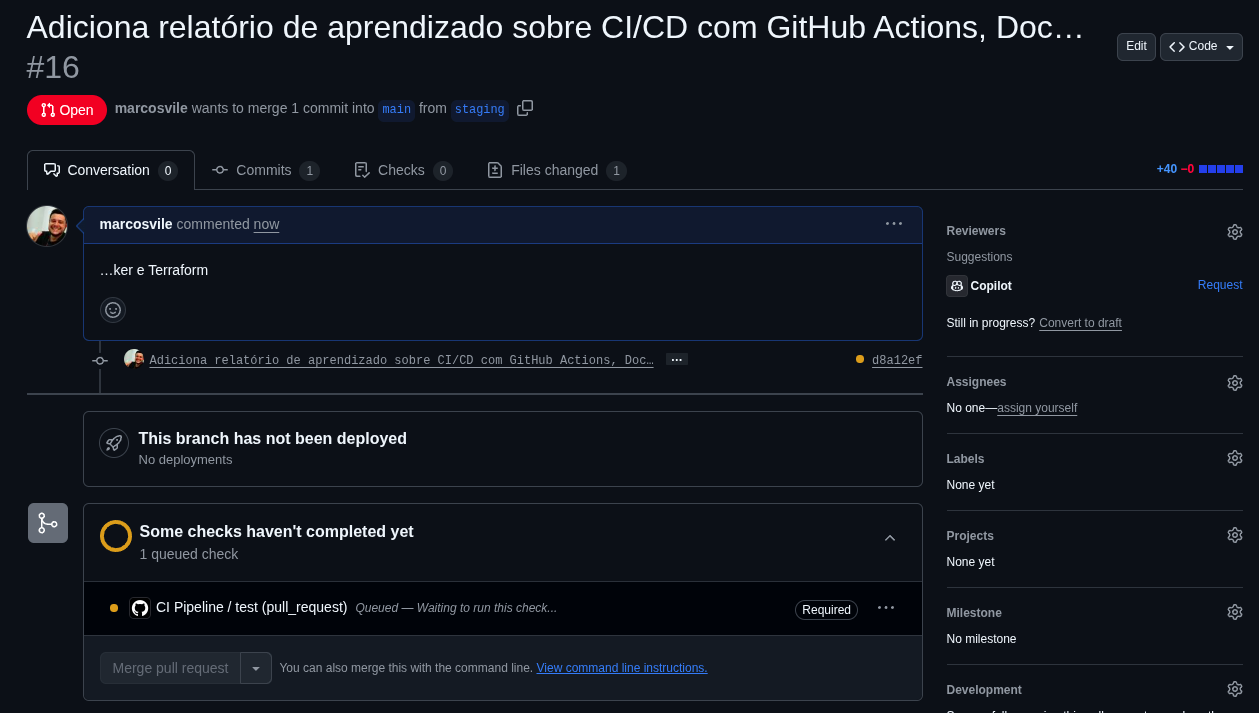 Adiciona relatório de aprendizado sobre CI/CD com GitHub Actions, Doc…
#16
Edit
Code
Open
marcosvile wants to merge 1 commit into main from staging
Conversation 0
Commits 1
Checks 0
Files changed 1
+40 −0
marcosvile commented now
…ker e Terraform
Adiciona relatório de aprendizado sobre CI/CD com GitHub Actions, Doc…
d8a12ef
This branch has not been deployed
No deployments
Some checks haven't completed yet
1 queued check
CI Pipeline / test (pull_request) Queued — Waiting to run this check...
Required
Merge pull request
You can also merge this with the command line. View command line instructions.
Reviewers
Suggestions
Copilot
Request
Still in progress? Convert to draft
Assignees
No one—assign yourself
Labels
None yet
Projects
None yet
Milestone
No milestone
Development